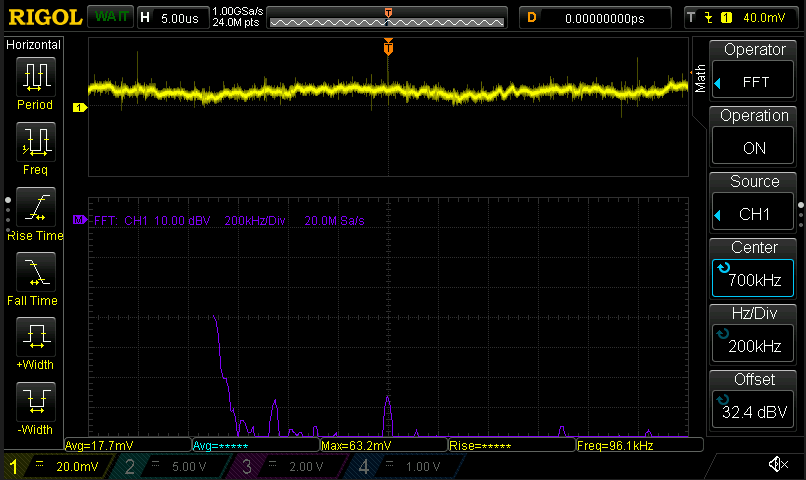 RIGOL WAIT H 5.00us 1.00GSa/s 24.0M pts T D 0.00000000ps T 1 40.0mV
Horizontal
Period
Freq
Rise Time
Fall Time
+Width
-Width
T
1
M FFT: CH1 10.00 dBV 200kHz/Div 20.0M Sa/s
Math
Operator
FFT
Operation
ON
Source
CH1
Center
700kHz
Hz/Div
200kHz
Offset
32.4 dBV
Avg=17.7mV Avg=***** Max=63.2mV Rise=***** Freq=96.1kHz
1 20.0mV 2 5.00 V 3 2.00 V 4 1.00 V